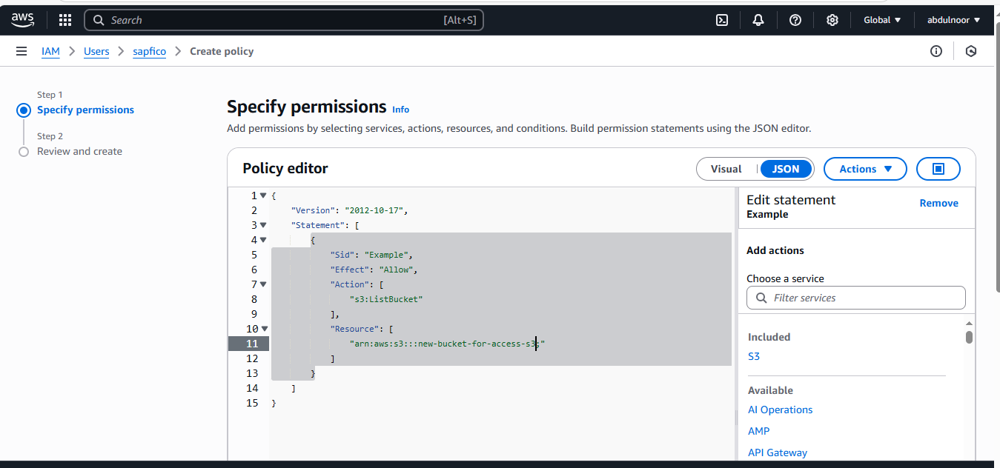 aws
Search [Alt+S] Global abdulnoor
IAM Users sapfico Create policy
Step 1
Specify permissions
Step 2
Review and create
Specify permissions Info
Add permissions by selecting services, actions, resources, and conditions. Build permission statements using the JSON editor.
Policy editor Visual JSON Actions
1 {
2 "Version": "2012-10-17",
3 "Statement": [
4 {
5 "Sid": "Example",
6 "Effect": "Allow",
7 "Action": [
8 "s3:ListBucket"
9 ],
10 "Resource": [
11 "arn:aws:s3:::new-bucket-for-access-s3;"
12 ]
13 }
14 ]
15 }
Edit statement Remove
Example
Add actions
Choose a service
Filter services
Included
S3
Available
AI Operations
AMP
API Gateway